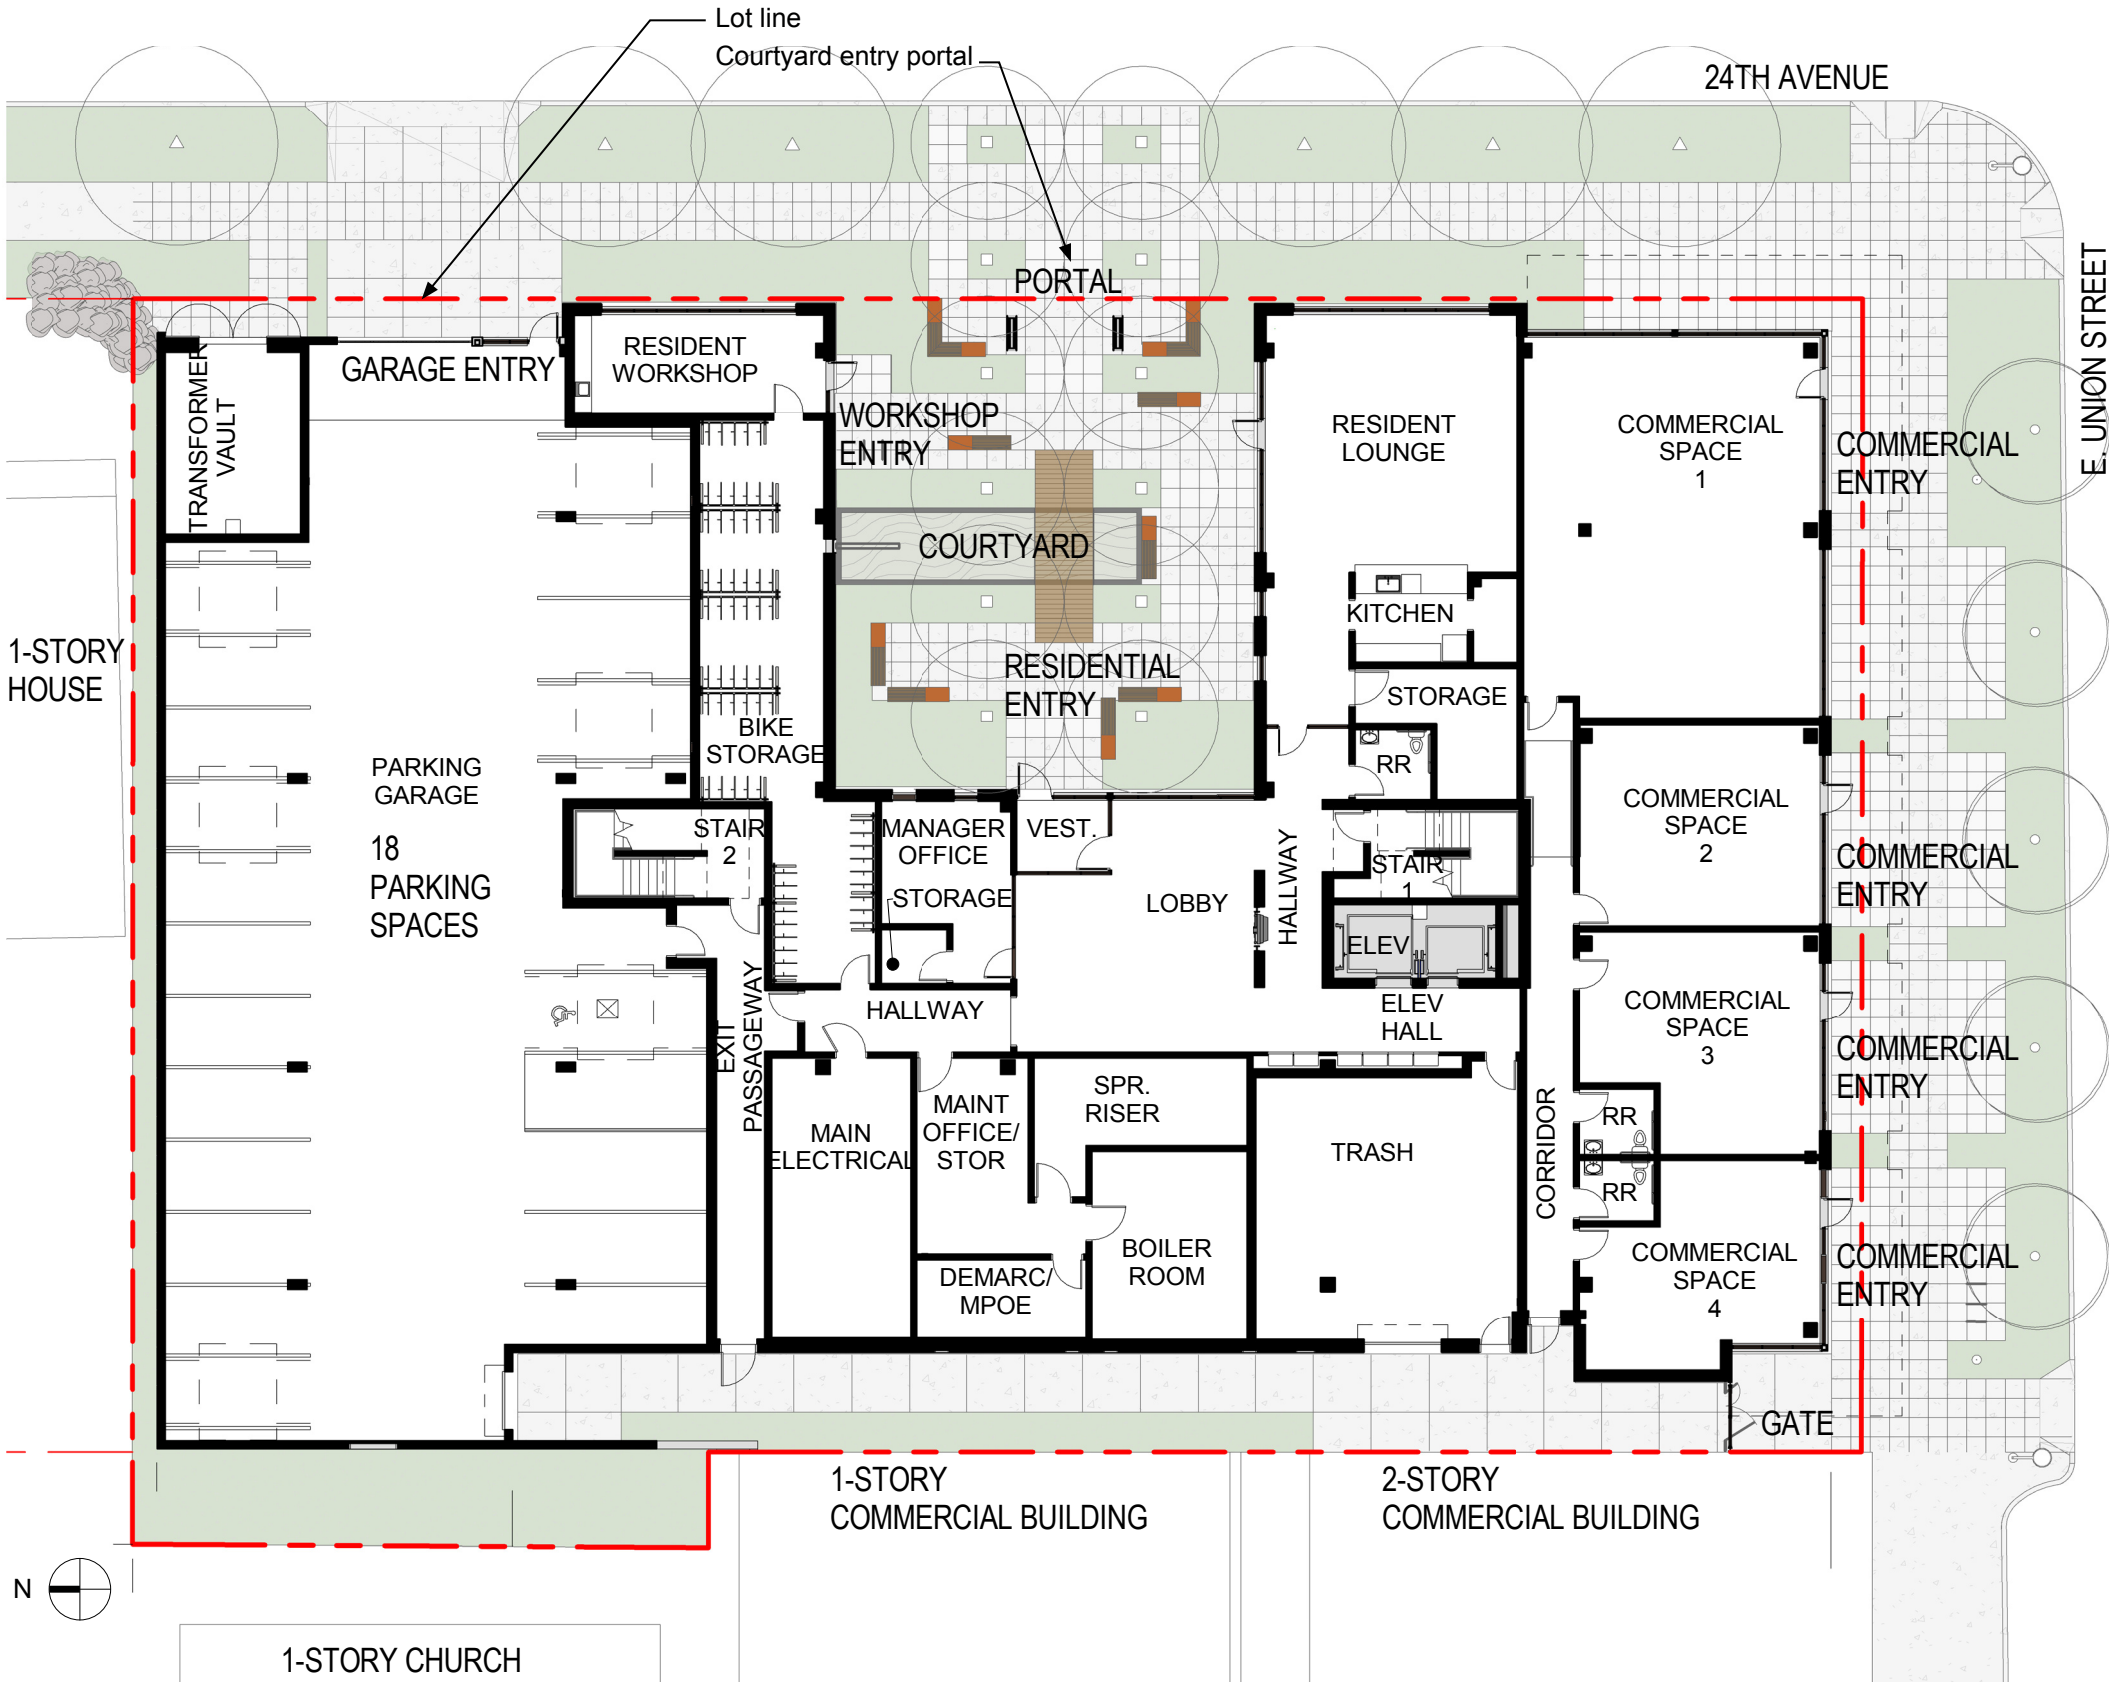 Lot line
Courtyard entry portal
24TH AVENUE
E. UNION STREET
PORTAL
GARAGE ENTRY
RESIDENT
WORKSHOP
TRANSFORMER
VAULT
WORKSHOP
ENTRY
RESIDENT
LOUNGE
COMMERCIAL
SPACE
1
COMMERCIAL
ENTRY
COURTYARD
KITCHEN
1-STORY
HOUSE
RESIDENTIAL
ENTRY
STORAGE
BIKE
STORAGE
RR
PARKING
GARAGE
18
PARKING
SPACES
STAIR
2
MANAGER
OFFICE
STORAGE
VEST.
LOBBY
HALLWAY
STAIR
1
ELEV
COMMERCIAL
SPACE
2
COMMERCIAL
ENTRY
EXIT
PASSAGEWAY
HALLWAY
ELEV
HALL
COMMERCIAL
SPACE
3
COMMERCIAL
ENTRY
MAIN
ELECTRICAL
MAINT
OFFICE/
STOR
SPR.
RISER
TRASH
CORRIDOR
RR
RR
BOILER
ROOM
DEMARC/
MPOE
COMMERCIAL
SPACE
4
COMMERCIAL
ENTRY
GATE
1-STORY
COMMERCIAL BUILDING
2-STORY
COMMERCIAL BUILDING
N
1-STORY CHURCH